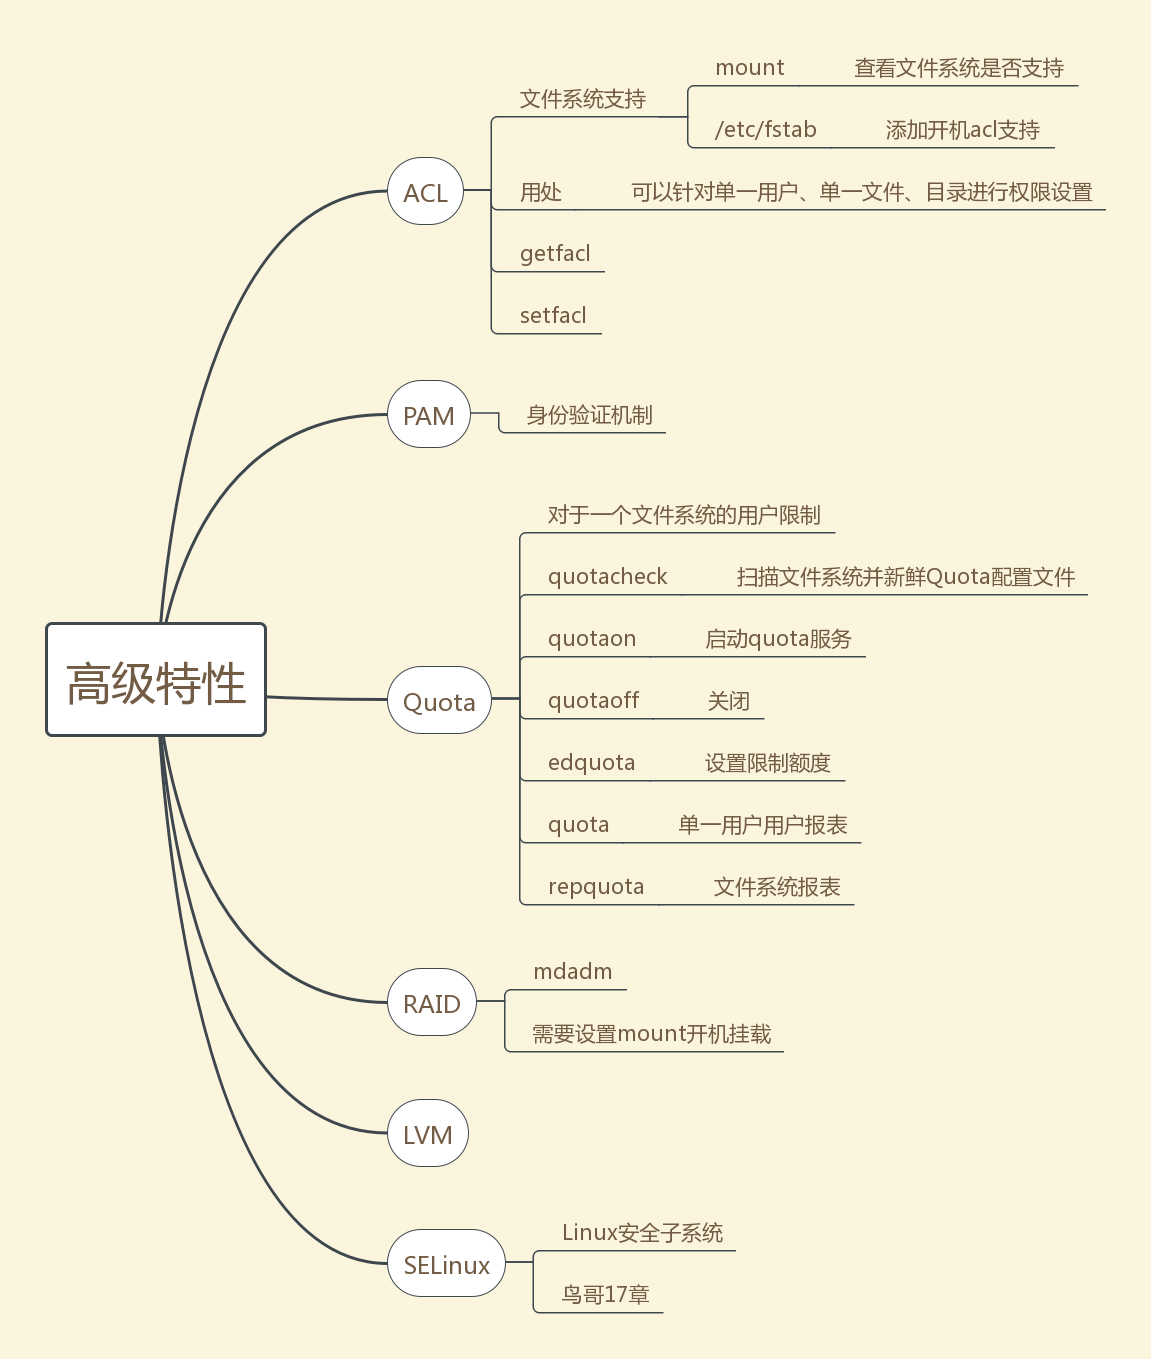 高级特性
ACL
文件系统支持
mount 查看文件系统是否支持
/etc/fstab 添加开机acl支持
用处 可以针对单一用户、单一文件、目录进行权限设置
getfacl
setfacl
PAM
身份验证机制
Quota
对于一个文件系统的用户限制
quotacheck 扫描文件系统并新鲜Quota配置文件
quotaon 启动quota服务
quotaoff 关闭
edquota 设置限制额度
quota 单一用户用户报表
repquota 文件系统报表
RAID
mdadm
需要设置mount开机挂载
LVM
SELinux
Linux安全子系统
鸟哥17章